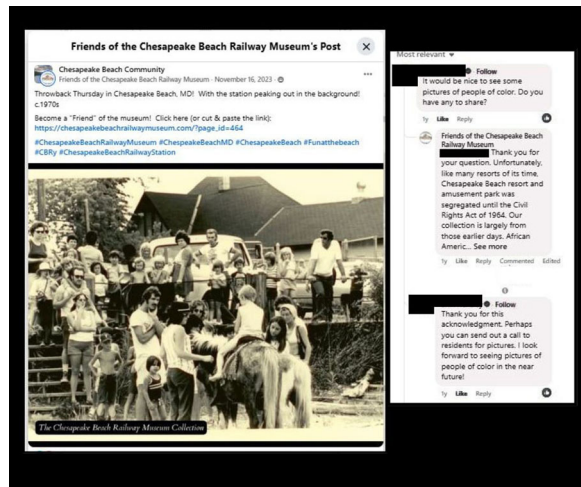 Friends of the Chesapeake Beach Railway Museum's Post
Chesapeake Beach Community
Friends of the Chesapeake Beach Railway Museum · November 16, 2023 ·
Throwback Thursday in Chesapeake Beach, MD! With the station peaking out in the background!
c.1970s
Become a "Friend" of the museum! Click here (or cut & paste the link):
https://chesapeakebeachrailwaymuseum.com/?page_id=464
#ChesapeakeBeachRailwayMuseum #ChespeakeBeachMD #ChesapeakeBeach #Funatthebeach
#CBRy #ChesapeakeRailwayStation
The Chesapeake Beach Railway Museum Collection
Most relevant
Follow
It would be nice to see some
pictures of people of color. Do you
have any to share?
1y Like Reply
Friends of the Chesapeake Beach
Railway Museum
Thank you for
your question. Unfortunately,
like many resorts of its time,
Chesapeake Beach resort and
amusement park was
segregated until the Civil
Rights Act of 1964. Our
collection is largely from
those earlier days. African
Americ... See more
1y Like Reply Commented Edited
Follow
Thank you for this
acknowledgment. Perhaps
you can send out a call to
residents for pictures. I look
forward to seeing pictures of
people of color in the near
future!
1y Like Reply